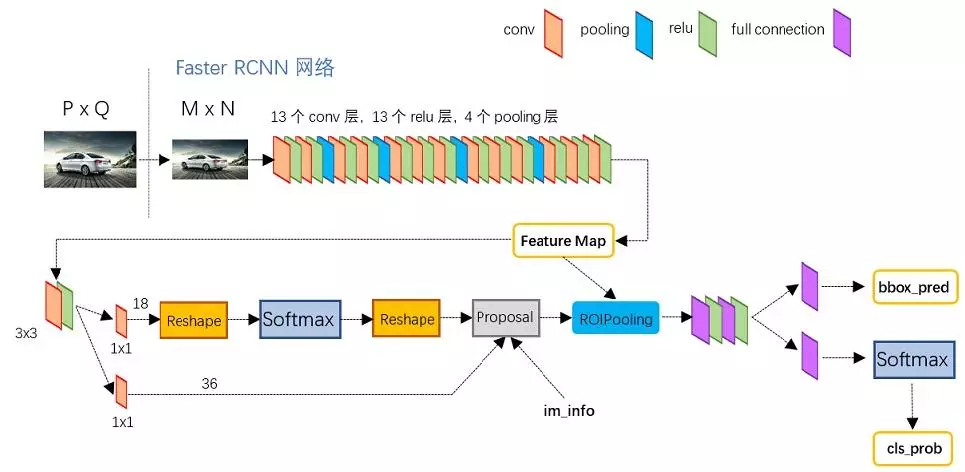 conv pooling relu full connection
Faster RCNN 网络
P x Q
M x N
13 个 conv 层, 13 个 relu 层, 4 个 pooling 层
Feature Map
3x3
18
1x1
Reshape
Softmax
Reshape
Proposal
ROIPooling
bbox_pred
Softmax
36
1x1
im_info
cls_prob